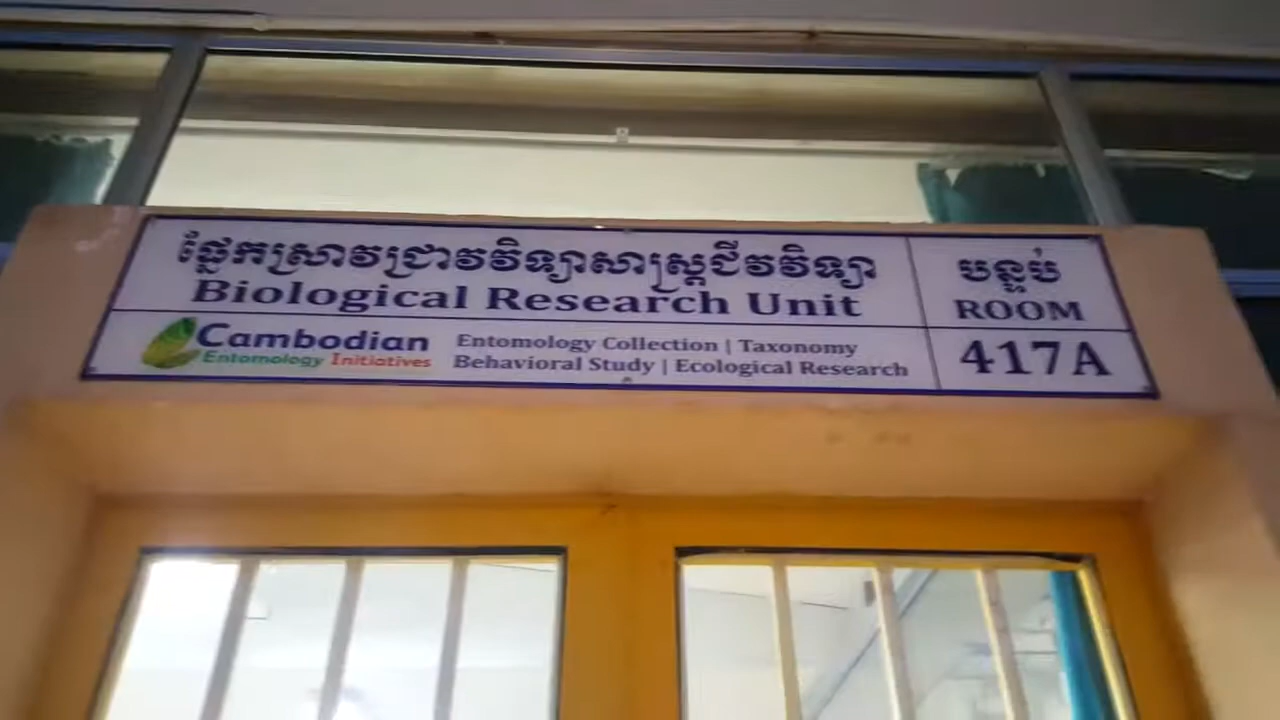 ផ្នែកស្រាវជ្រាវវិទ្យាសាស្ត្រជីវវិទ្យា
Biological Research Unit
Cambodian
Entomology Initiatives
Entomology Collection | Taxonomy
Behavioral Study | Ecological Research
បន្ទប់
ROOM
417A